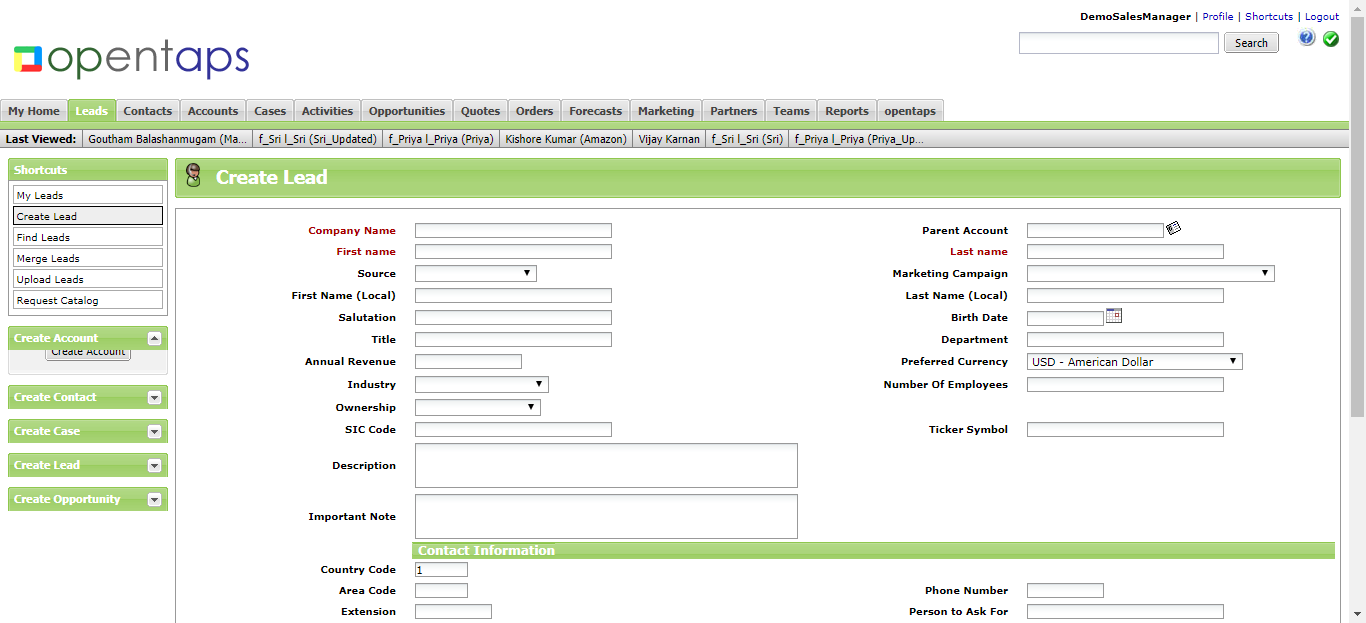 DemoSalesManager | Profile | Shortcuts | Logout
opentaps
Search
My Home Leads Contacts Accounts Cases Activities Opportunities Quotes Orders Forecasts Marketing Partners Teams Reports opentaps
Last Viewed: Goutham Balashanmugam (Ma... f_Sri l_Sri (Sri_Updated) f_Priya l_Priya (Priya) Kishore Kumar (Amazon) Vijay Karnan f_Sri l_Sri (Sri) f_Priya l_Priya (Priya_Up...
Shortcuts
My Leads
Create Lead
Find Leads
Merge Leads
Upload Leads
Request Catalog
Create Account
Create Account
Create Contact
Create Case
Create Lead
Create Opportunity
Create Lead
Company Name Parent Account
First name Last name
Source Marketing Campaign
First Name (Local) Last Name (Local)
Salutation Birth Date
Title Department
Annual Revenue Preferred Currency USD - American Dollar
Industry Number Of Employees
Ownership
SIC Code Ticker Symbol
Description
Important Note
Contact Information
Country Code 1
Area Code Phone Number
Extension Person to Ask For